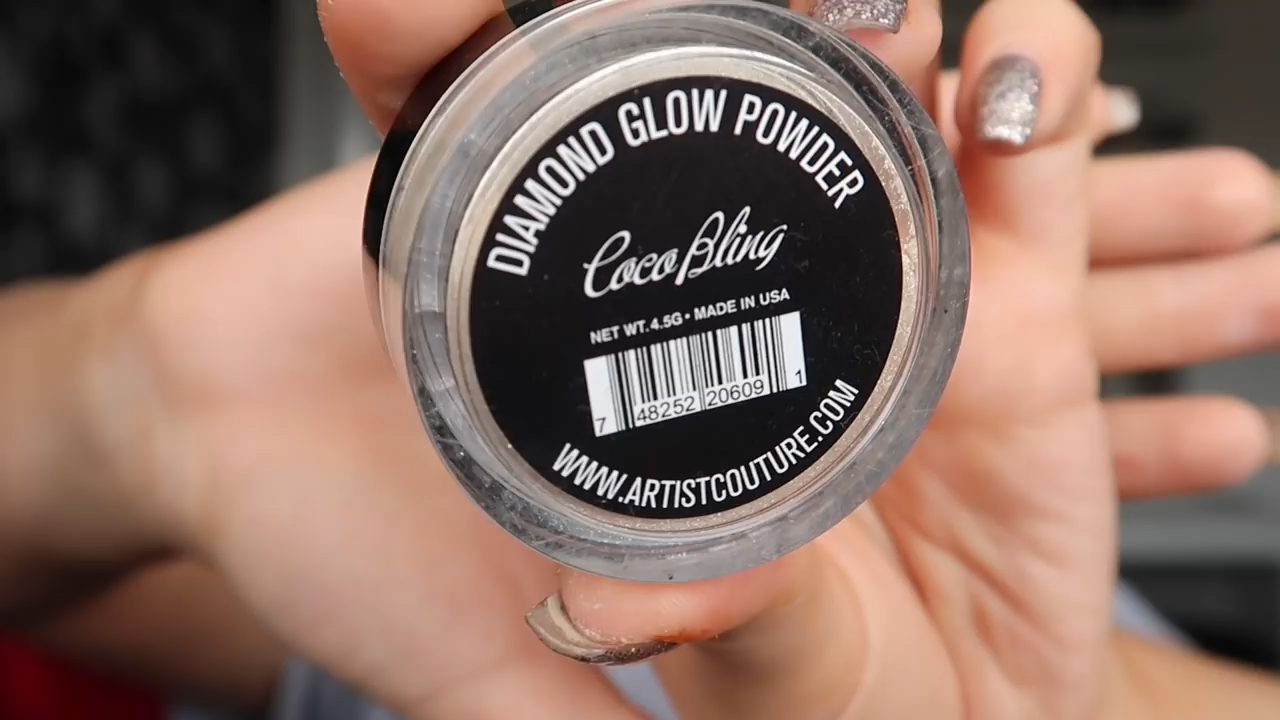 DIAMOND GLOW POWDER
Coco Bling
NET WT. 4.5G • MADE IN USA
7 48252 20609 1
WWW.ARTISTCOUTURE.COM